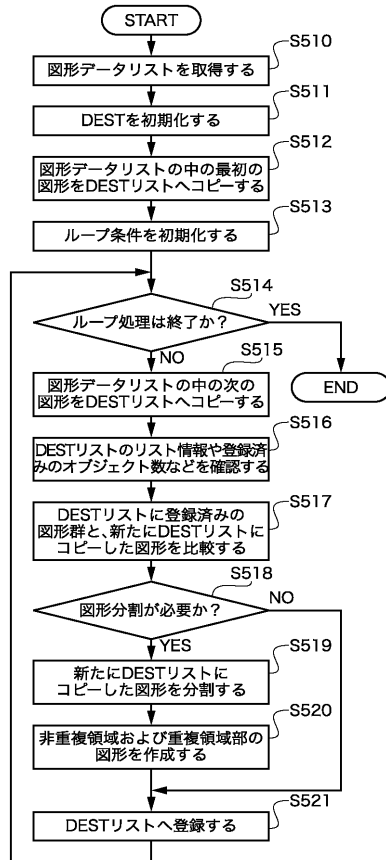 START
S510
図形データリストを取得する
S511
DESTを初期化する
S512
図形データリストの中の最初の
図形をDESTリストへコピーする
S513
ループ条件を初期化する
S514
ループ処理は終了か?
YES
NO
S515
図形データリストの中の次の
図形をDESTリストへコピーする
END
S516
DESTリストのリスト情報や登録済
みのオブジェクト数などを確認する
S517
DESTリストに登録済みの
図形群と、新たにDESTリストに
コピーした図形を比較する
S518
図形分割が必要か?
NO
YES
S519
新たにDESTリストに
コピーした図形を分割する
S520
非重複領域および重複領域部の
図形を作成する
S521
DESTリストへ登録する